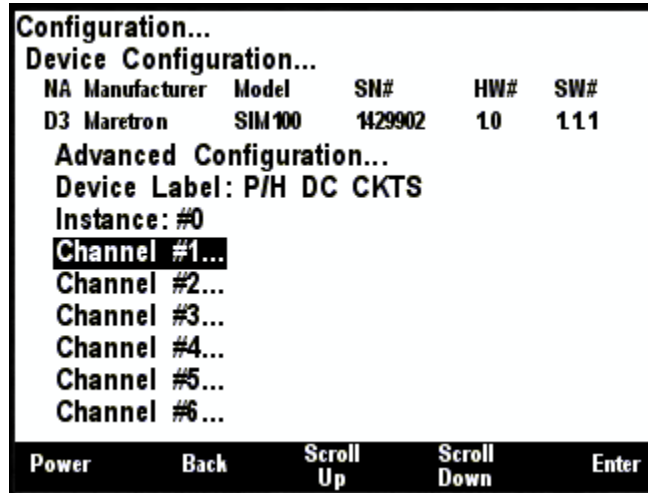 Configuration...
Device Configuration...
NA Manufacturer Model SN# HW# SW#
D3 Maretron SIM100 1429902 1.0 1.1.1
Advanced Configuration...
Device Label: P/H DC CKTS
Instance: #0
Channel #1...
Channel #2...
Channel #3...
Channel #4...
Channel #5...
Channel #6...
Power Back Scroll Up Scroll Down Enter